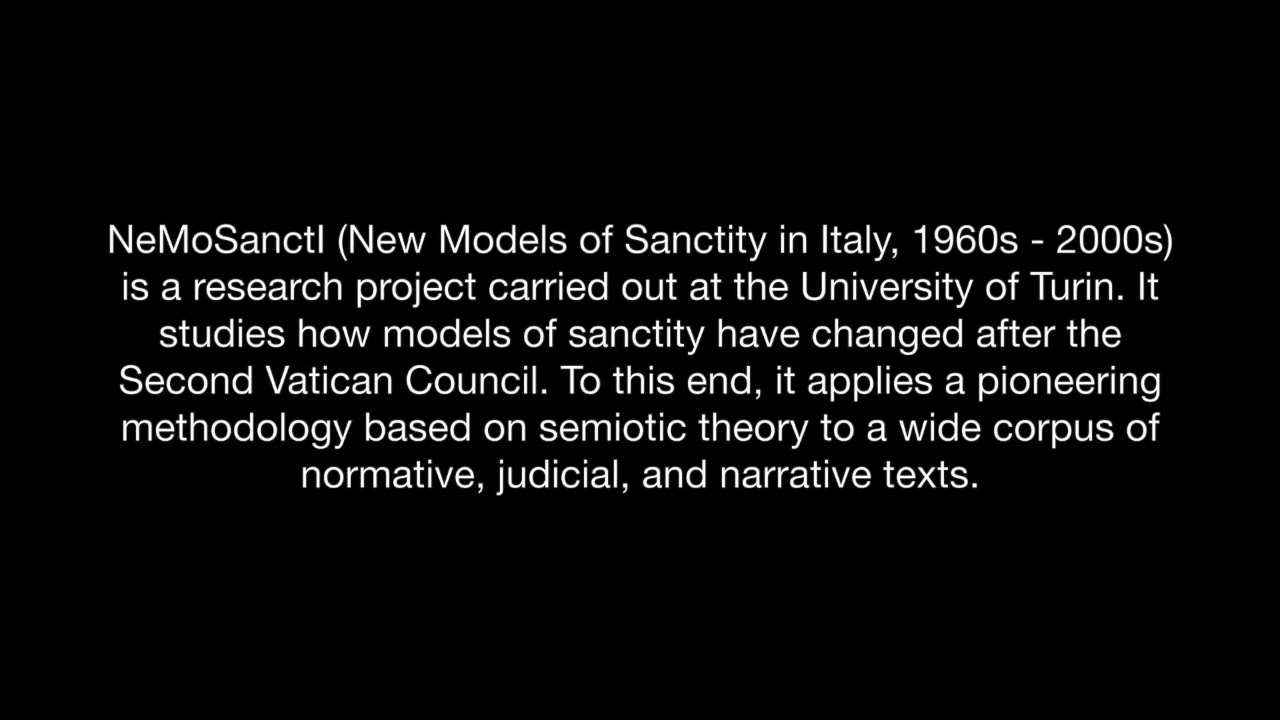 NeMoSanctI (New Models of Sanctity in Italy, 1960s - 2000s)
is a research project carried out at the University of Turin. It
studies how models of sanctity have changed after the
Second Vatican Council. To this end, it applies a pioneering
methodology based on semiotic theory to a wide corpus of
normative, judicial, and narrative texts.